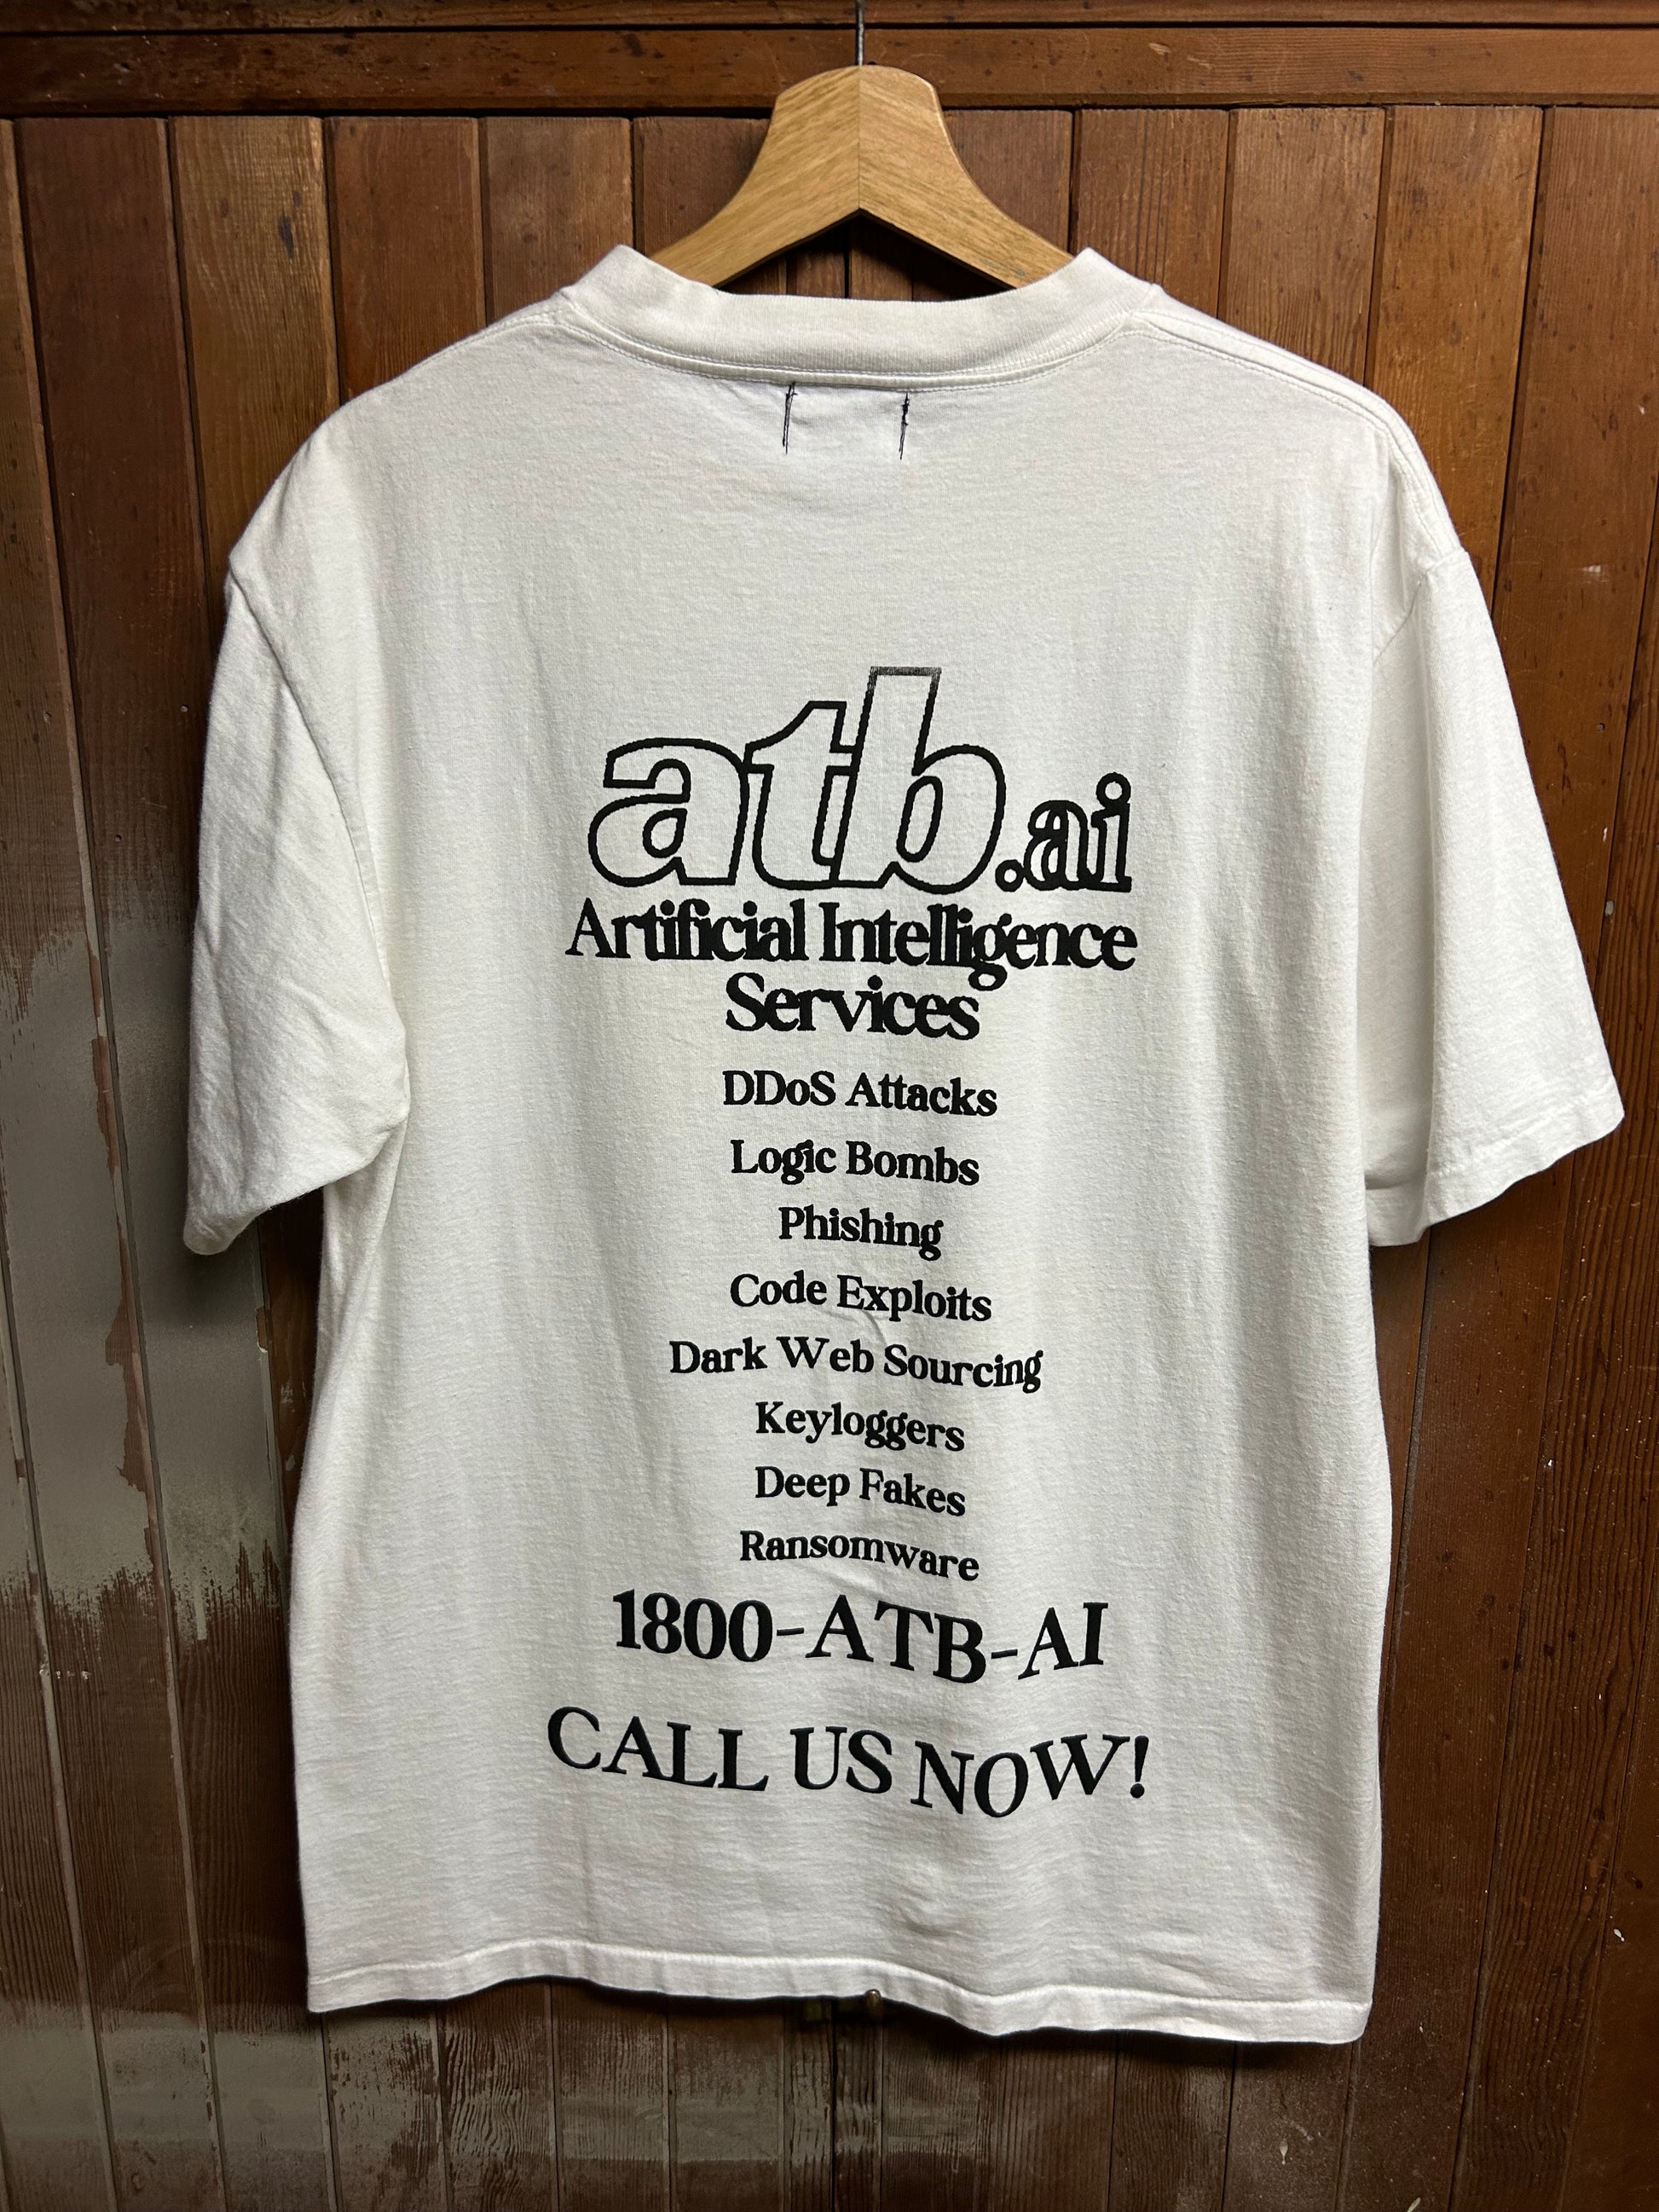 atb.ai
Artificial Intelligence
Services
DDoS Attacks
Logic Bombs
Phishing
Code Exploits
Dark Web Sourcing
Keyloggers
Deep Fakes
Ransomware
1800-ATB-AI
CALL US NOW!